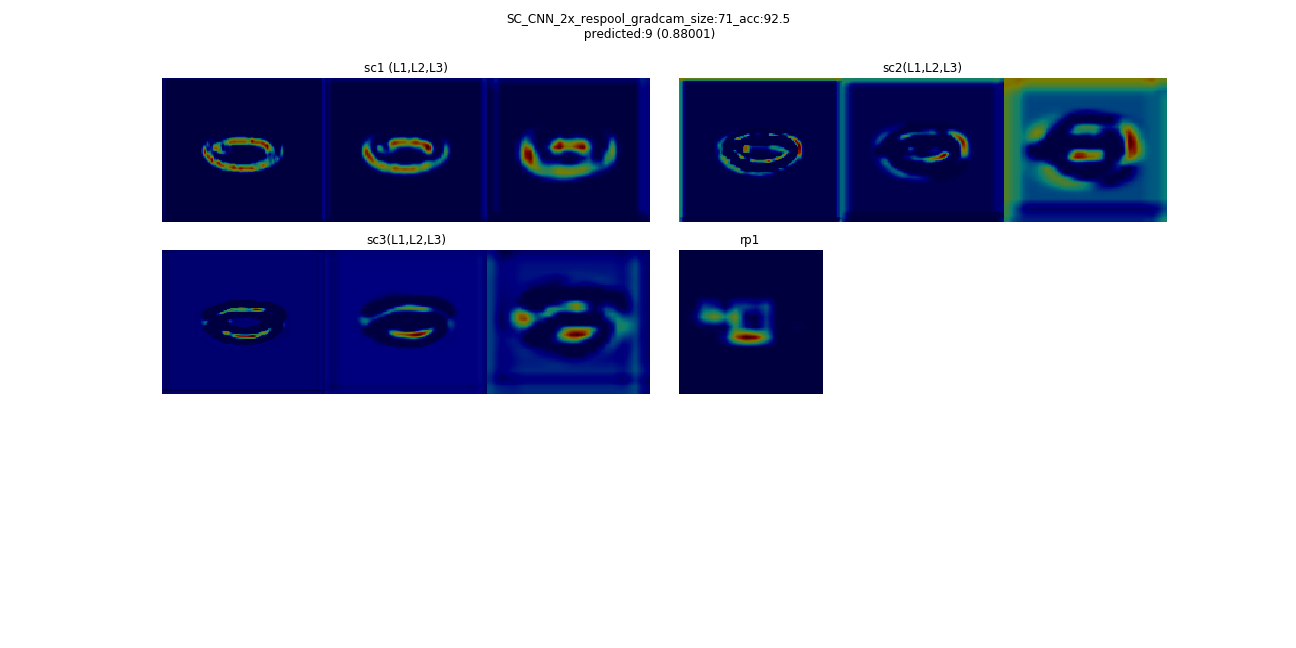 SC_CNN_2x_respool_gradcam_size:71_acc:92.5
predicted:9 (0.88001)
sc1 (L1,L2,L3)
sc2(L1,L2,L3)
sc3(L1,L2,L3)
rp1